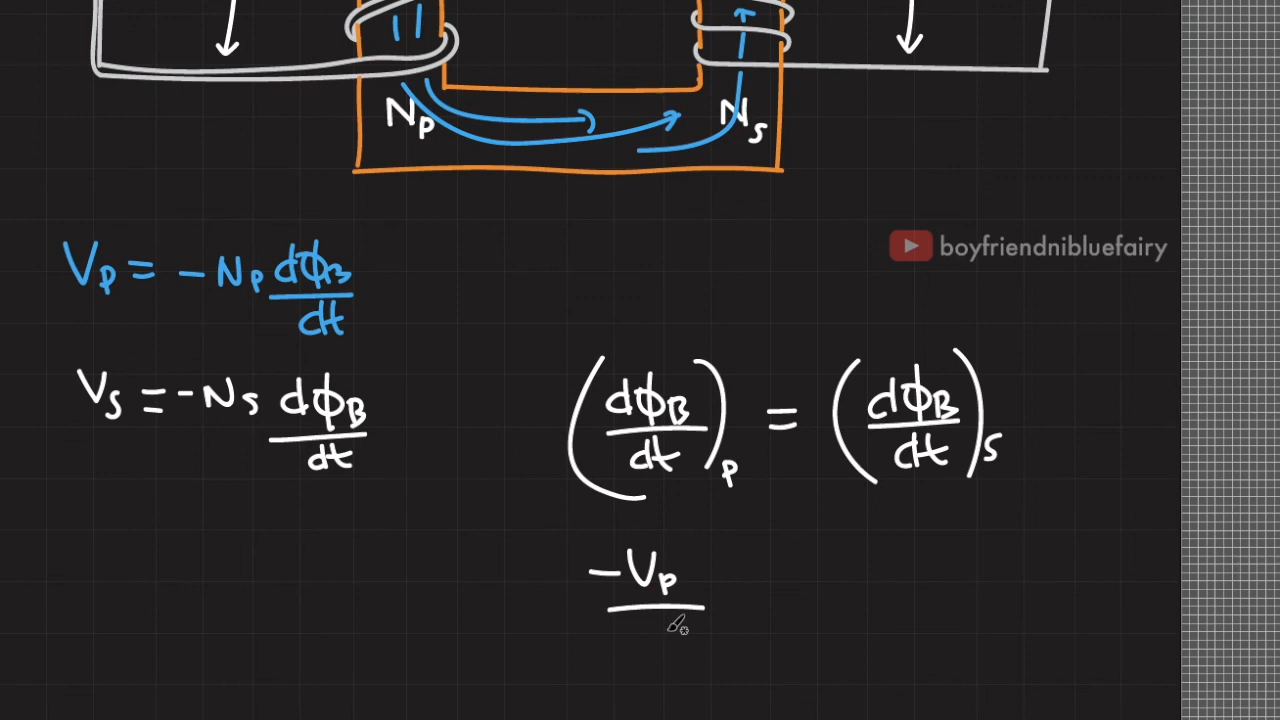 Np Ns
boyfriendnibluefairy
Vp = - Np dϕB/dt
Vs = - Ns dϕB/dt
(dϕB/dt)p = (dϕB/dt)s
-Vp